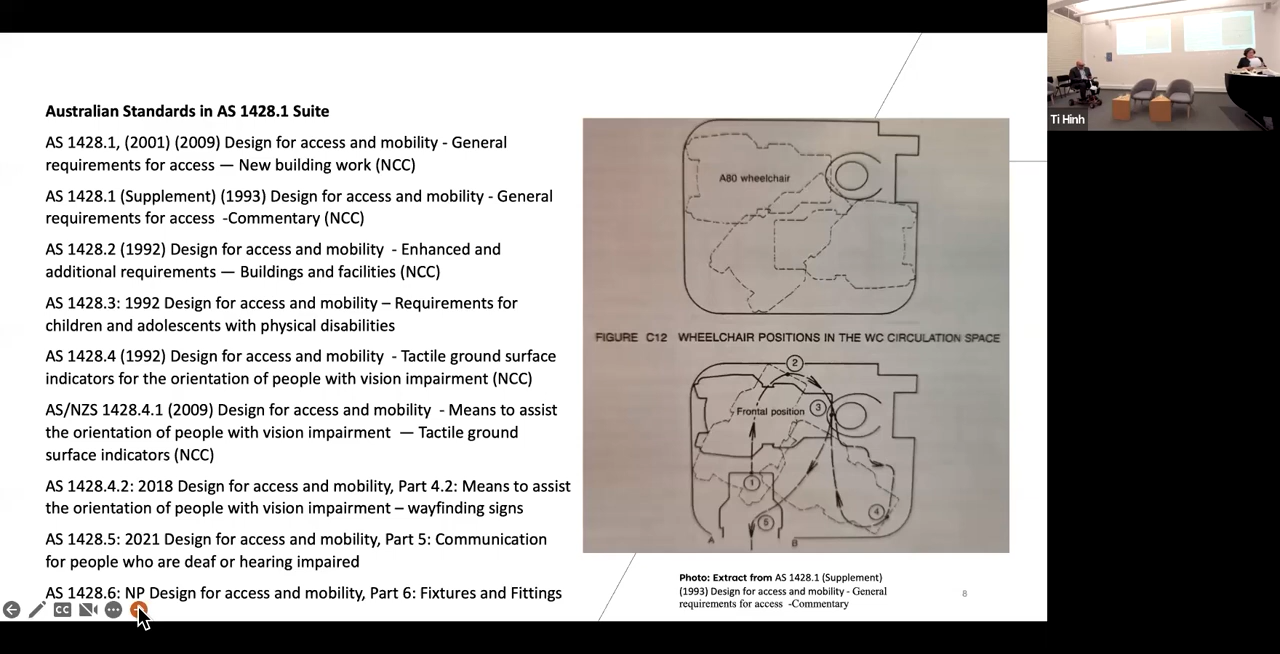 Australian Standards in AS 1428.1 Suite
AS 1428.1, (2001) (2009) Design for access and mobility - General
requirements for access — New building work (NCC)
AS 1428.1 (Supplement) (1993) Design for access and mobility - General
requirements for access -Commentary (NCC)
AS 1428.2 (1992) Design for access and mobility - Enhanced and
additional requirements — Buildings and facilities (NCC)
AS 1428.3: 1992 Design for access and mobility – Requirements for
children and adolescents with physical disabilities
AS 1428.4 (1992) Design for access and mobility - Tactile ground surface
indicators for the orientation of people with vision impairment (NCC)
AS/NZS 1428.4.1 (2009) Design for access and mobility - Means to assist
the orientation of people with vision impairment — Tactile ground
surface indicators (NCC)
AS 1428.4.2: 2018 Design for access and mobility, Part 4.2: Means to assist
the orientation of people with vision impairment – wayfinding signs
AS 1428.5: 2021 Design for access and mobility, Part 5: Communication
for people who are deaf or hearing impaired
AS 1428.6: NP Design for access and mobility, Part 6: Fixtures and Fittings
CC
A80 wheelchair
FIGURE C12 WHEELCHAIR POSITIONS IN THE WC CIRCULATION SPACE
2
Frontal position
3
1
4
5
A
B
Photo: Extract from AS 1428.1 (Supplement)
(1993) Design for access and mobility - General
requirements for access -Commentary
8
Ti Hinh